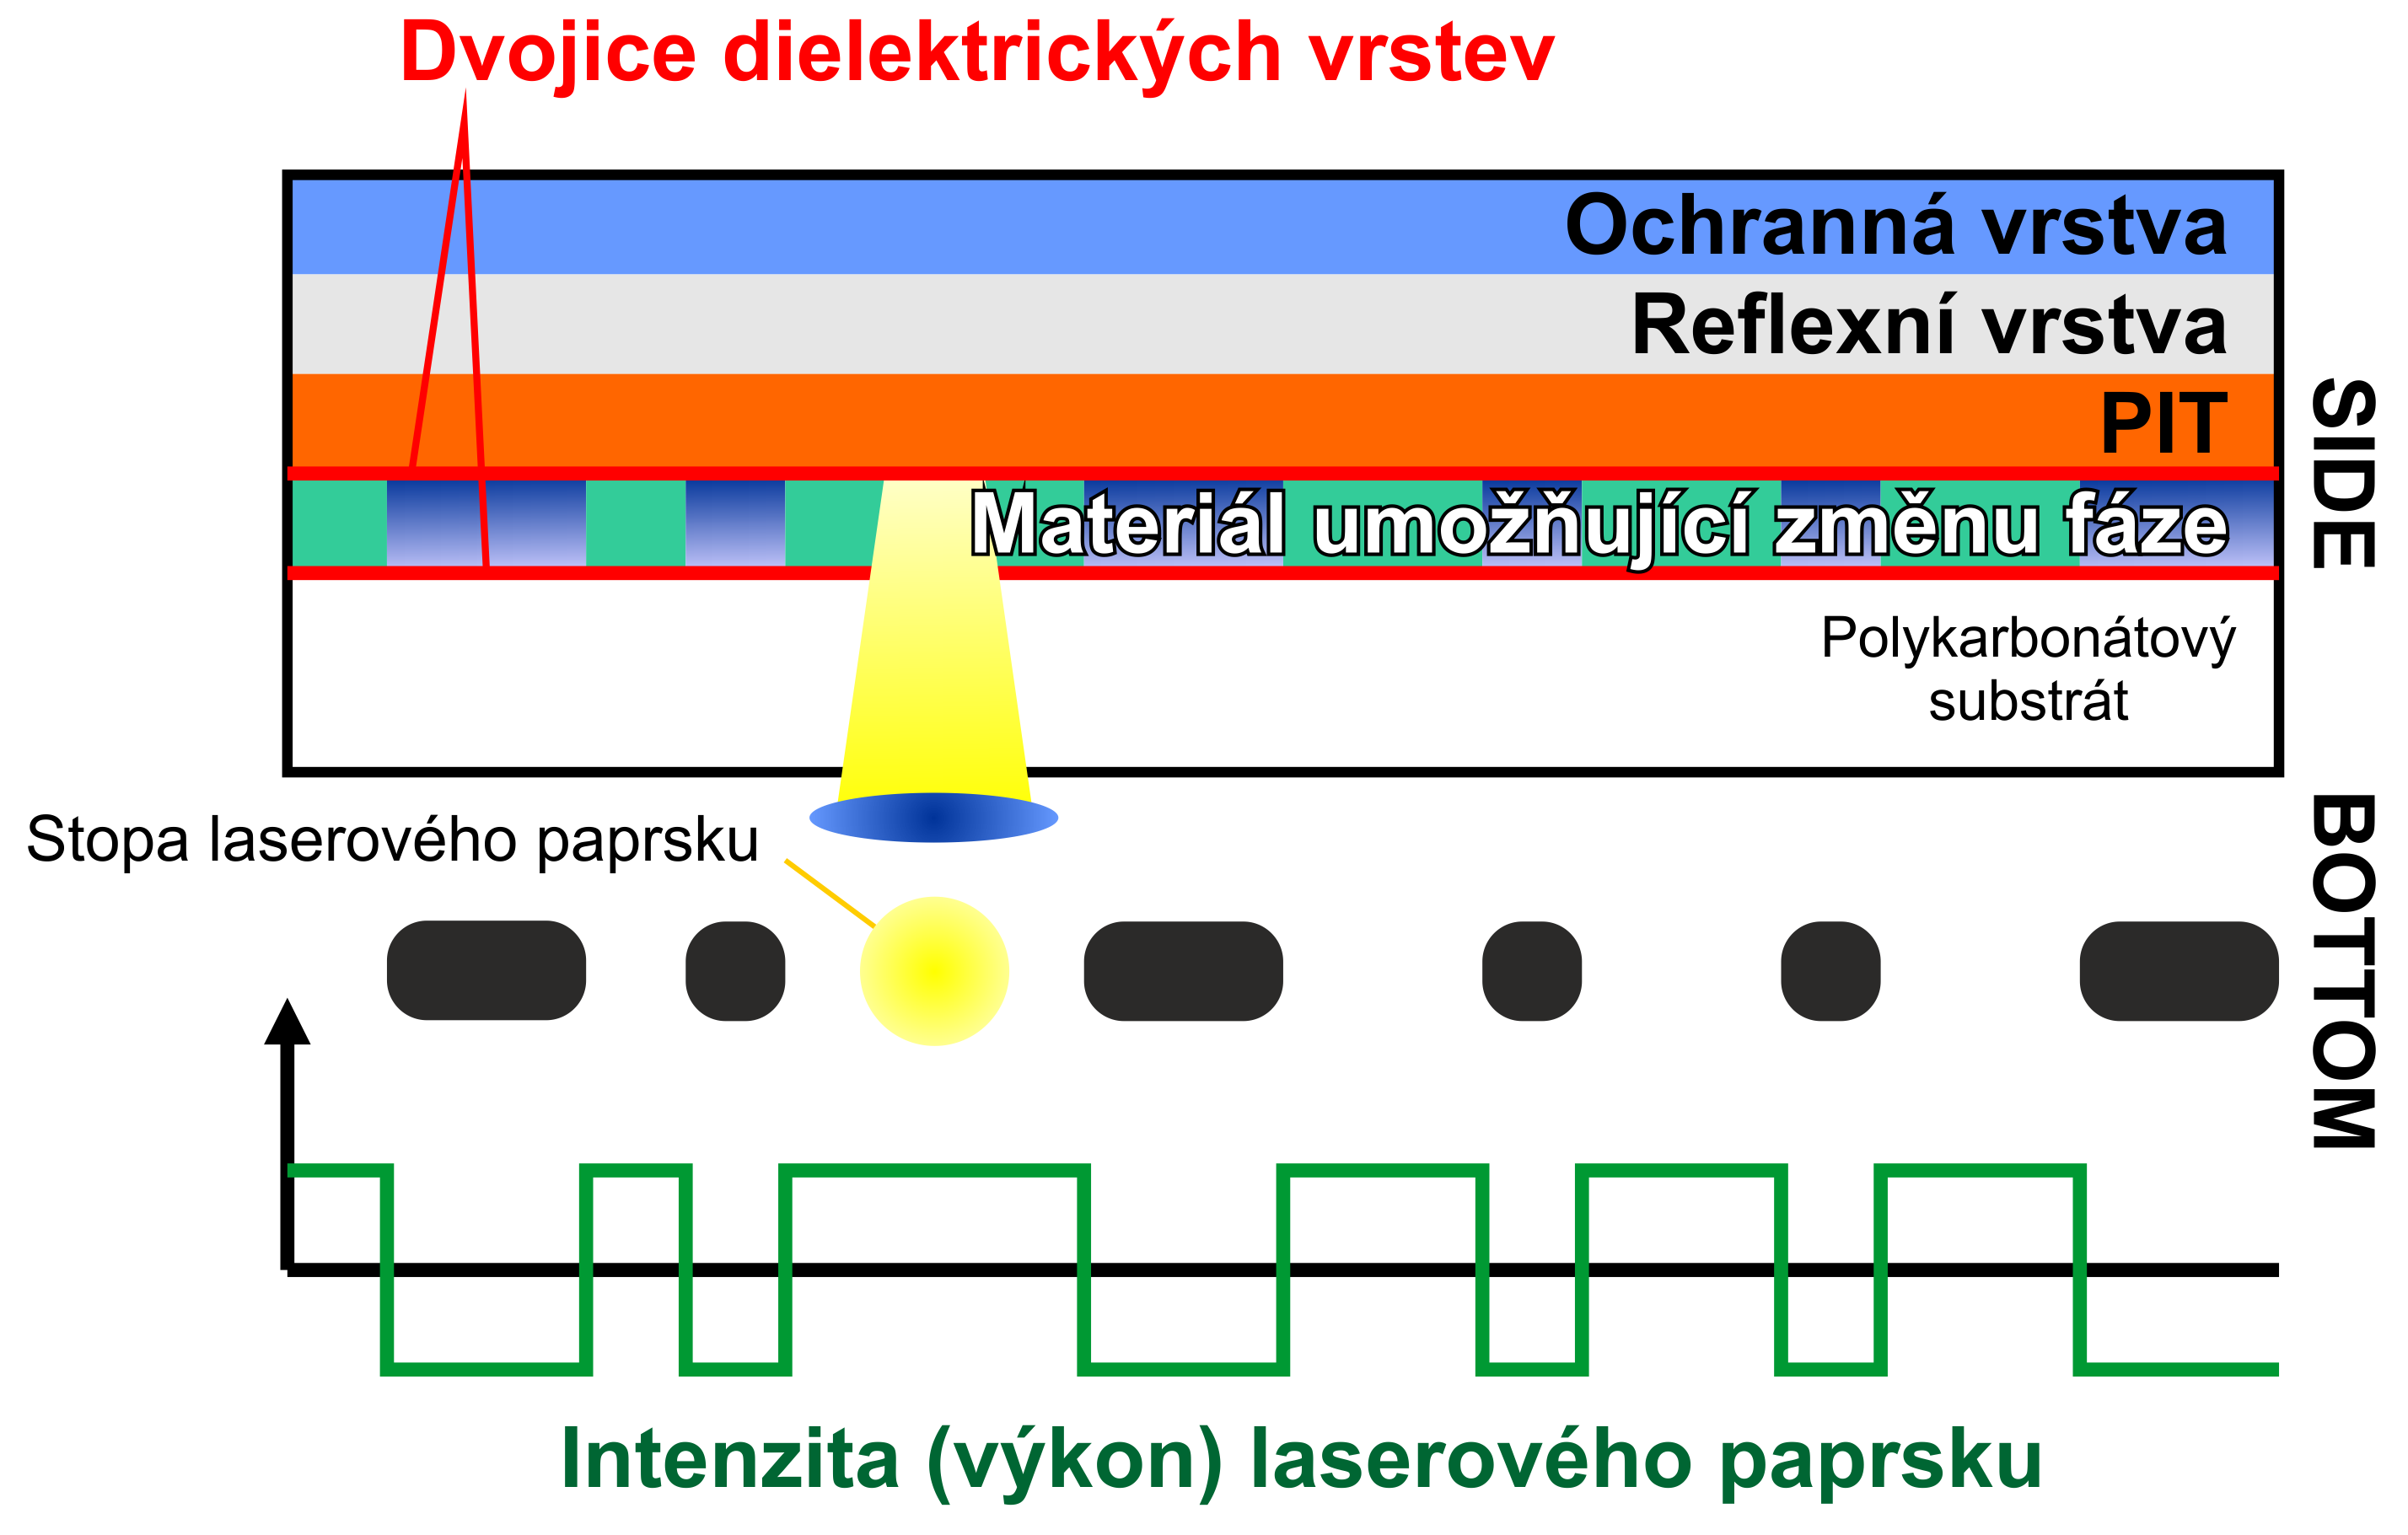 Dvojice dielektrických vrstev
Ochranná vrstva
Reflexní vrstva
PIT
Materiál umožňující změnu fáze
Polykarbonátový
substrát
SIDE
Stopa laserového paprsku
BOTTOM
Intenzita (výkon) laserového paprsku